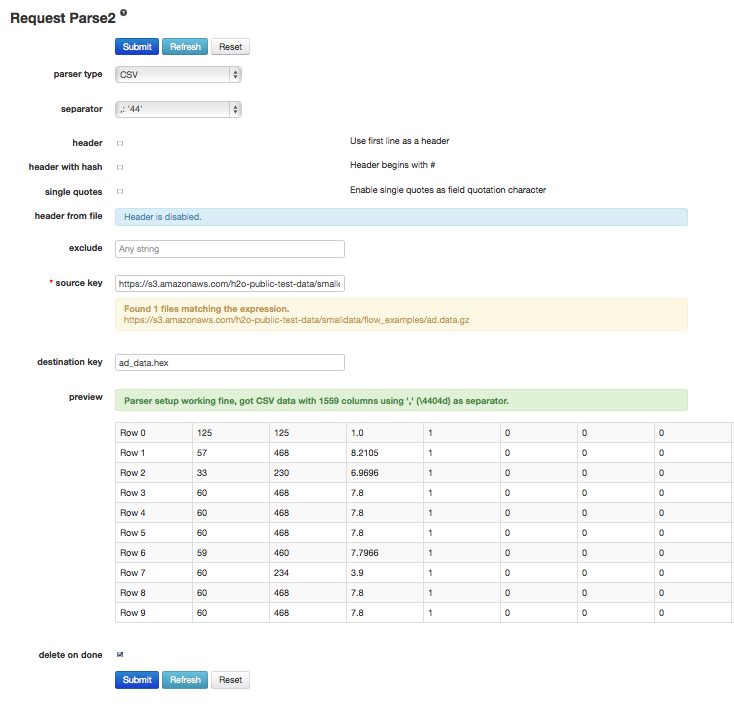 Request Parse2 ?
Submit Refresh Reset
parser type CSV
separator ,: '44'
header Use first line as a header
header with hash Header begins with #
single quotes Enable single quotes as field quotation character
header from file Header is disabled.
exclude Any string
* source key https://s3.amazonaws.com/h2o-public-test-data/smalld
Found 1 files matching the expression.
https://s3.amazonaws.com/h2o-public-test-data/smalldata/flow_examples/ad.data.gz
destination key ad_data.hex
preview Parser setup working fine, got CSV data with 1559 columns using ',' (\4404d) as separator.
Row 0 125 125 1.0 1 0 0 0
Row 1 57 468 8.2105 1 0 0 0
Row 2 33 230 6.9696 1 0 0 0
Row 3 60 468 7.8 1 0 0 0
Row 4 60 468 7.8 1 0 0 0
Row 5 60 468 7.8 1 0 0 0
Row 6 59 460 7.7966 1 0 0 0
Row 7 60 234 3.9 1 0 0 0
Row 8 60 468 7.8 1 0 0 0
Row 9 60 468 7.8 1 0 0 0
delete on done
Submit Refresh Reset